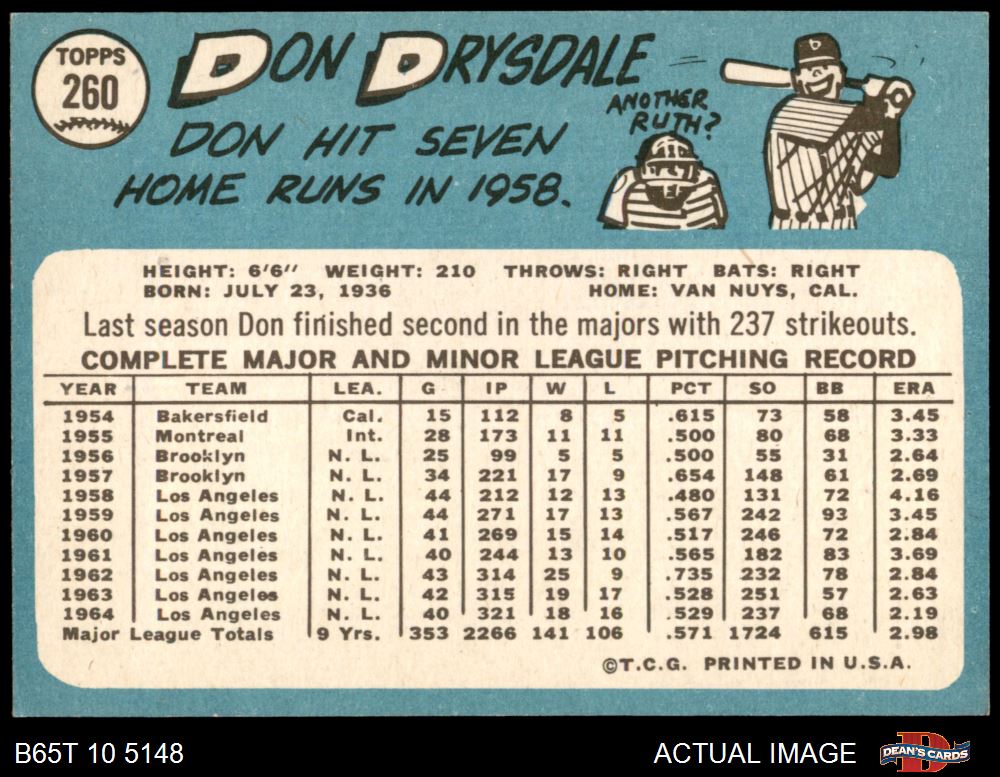 TOPPS
260
DON DRYSDALE
DON HIT SEVEN
HOME RUNS IN 1958.
ANOTHER
RUTH?
HEIGHT: 6'6" WEIGHT: 210 THROWS: RIGHT BATS: RIGHT
BORN: JULY 23, 1936 HOME: VAN NUYS, CAL.
Last season Don finished second in the majors with 237 strikeouts.
COMPLETE MAJOR AND MINOR LEAGUE PITCHING RECORD
YEAR TEAM LEA. G IP W L PCT SO BB ERA
1954 Bakersfield Cal. 15 112 8 5 .615 73 58 3.45
1955 Montreal Int. 28 173 11 11 .500 80 68 3.33
1956 Brooklyn N. L. 25 99 5 5 .500 55 31 2.64
1957 Brooklyn N. L. 34 221 17 9 .654 148 61 2.69
1958 Los Angeles N. L. 44 212 12 13 .480 131 72 4.16
1959 Los Angeles N. L. 44 271 17 13 .567 242 93 3.45
1960 Los Angeles N. L. 41 269 15 14 .517 246 72 2.84
1961 Los Angeles N. L. 40 244 13 10 .565 182 83 3.69
1962 Los Angeles N. L. 43 314 25 9 .735 232 78 2.84
1963 Los Angeles N. L. 42 315 19 17 .528 251 57 2.63
1964 Los Angeles N. L. 40 321 18 16 .529 237 68 2.19
Major League Totals 9 Yrs. 353 2266 141 106 .571 1724 615 2.98
©T.C.G. PRINTED IN U.S.A.
B65T 10 5148 ACTUAL IMAGE DEAN'S CARDS